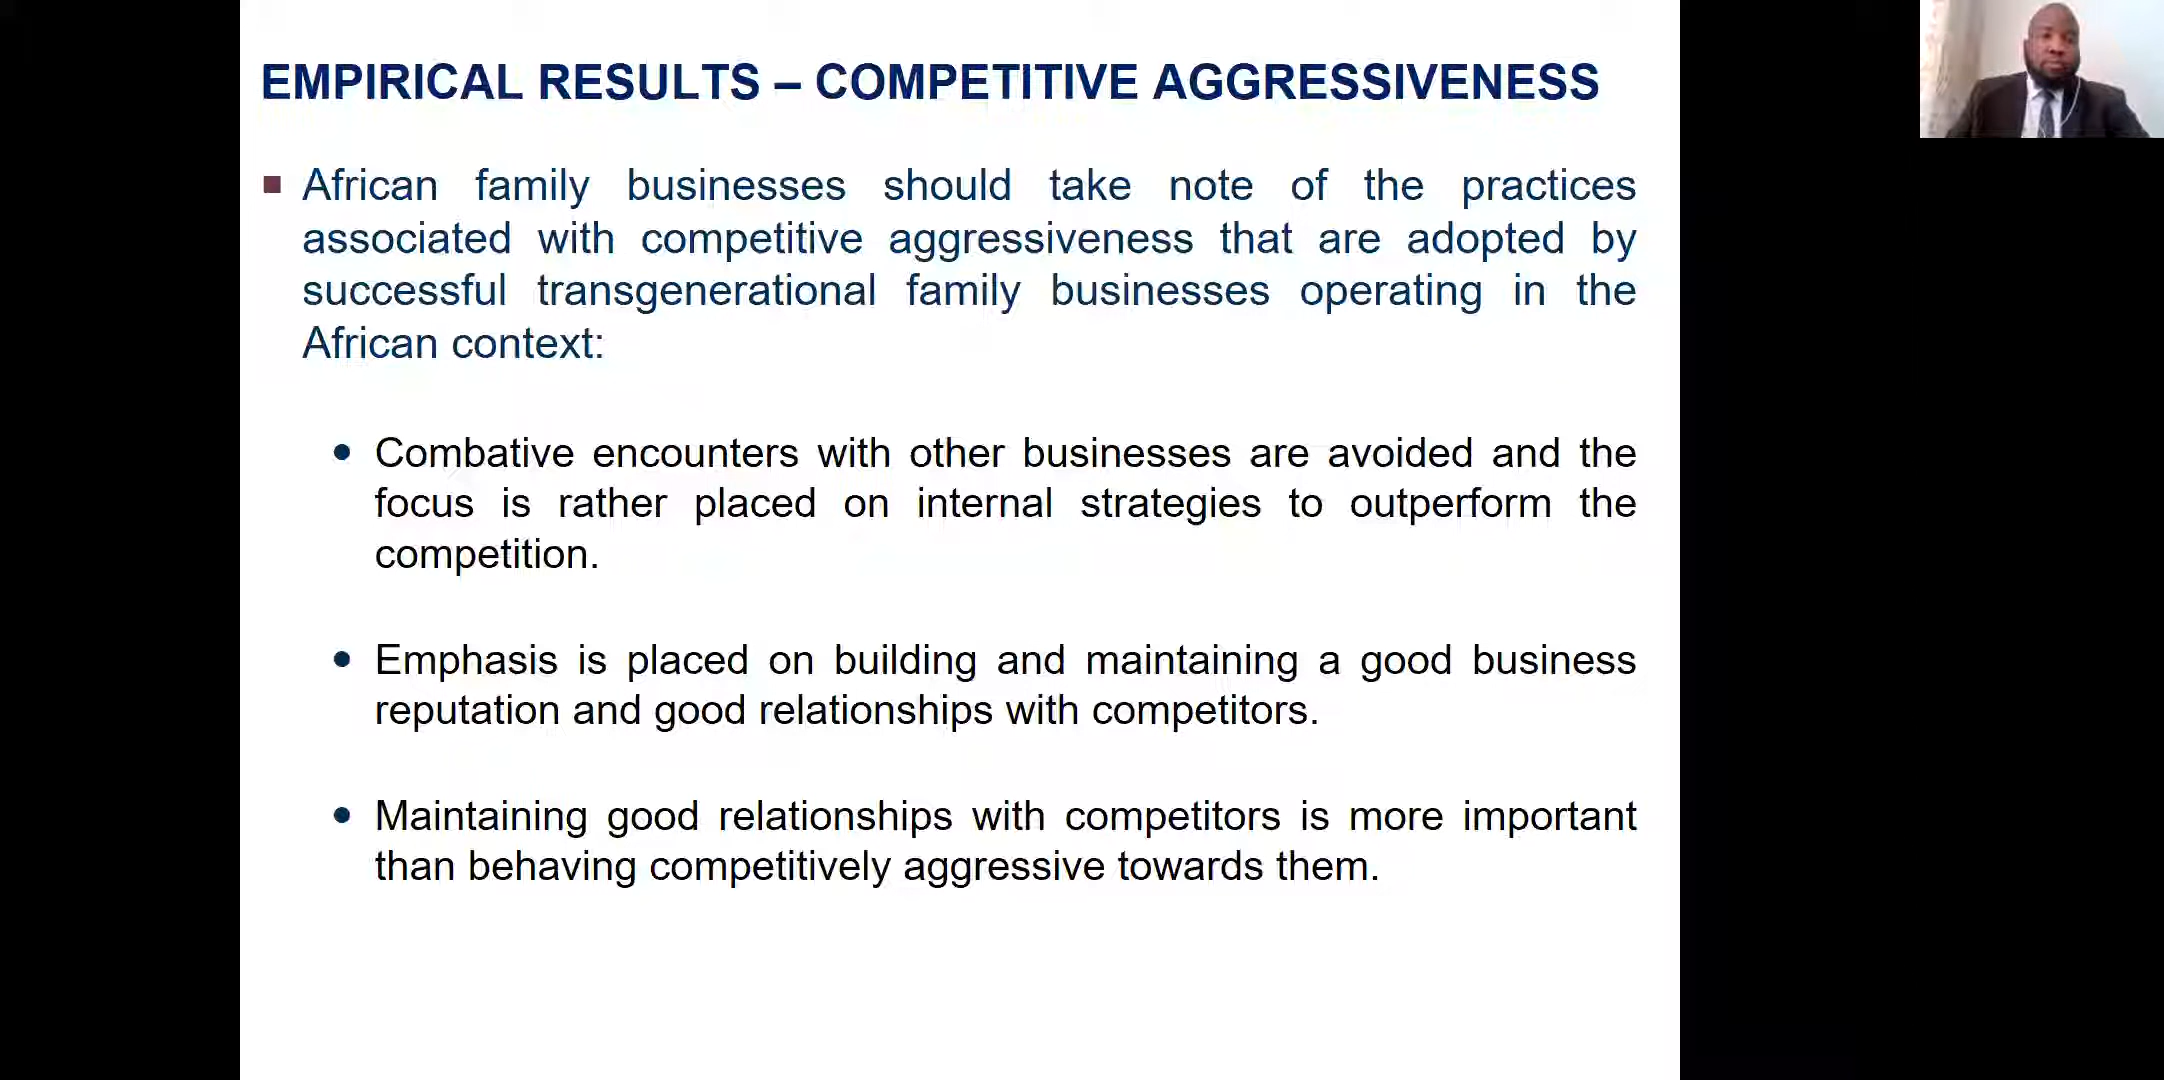 EMPIRICAL RESULTS – COMPETITIVE AGGRESSIVENESS
African family businesses should take note of the practices
associated with competitive aggressiveness that are adopted by
successful transgenerational family businesses operating in the
African context:
Combative encounters with other businesses are avoided and the
focus is rather placed on internal strategies to outperform the
competition.
Emphasis is placed on building and maintaining a good business
reputation and good relationships with competitors.
Maintaining good relationships with competitors is more important
than behaving competitively aggressive towards them.